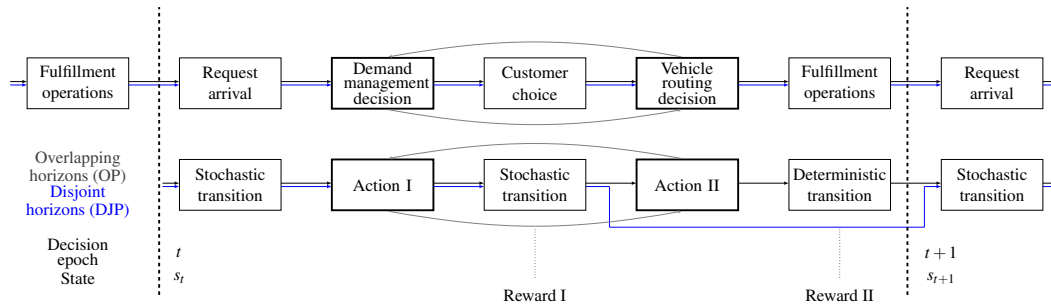 Fulfillment
operations
Request
arrival
Demand
management
decision
Customer
choice
Vehicle
routing
decision
Fulfillment
operations
Request
arrival
Overlapping
horizons (OP)
Disjoint
horizons (DJP)
Stochastic
transition
Action I
Stochastic
transition
Action II
Deterministic
transition
Stochastic
transition
Decision
epoch
State
t
s_t
t + 1
s_{t+1}
Reward I
Reward II